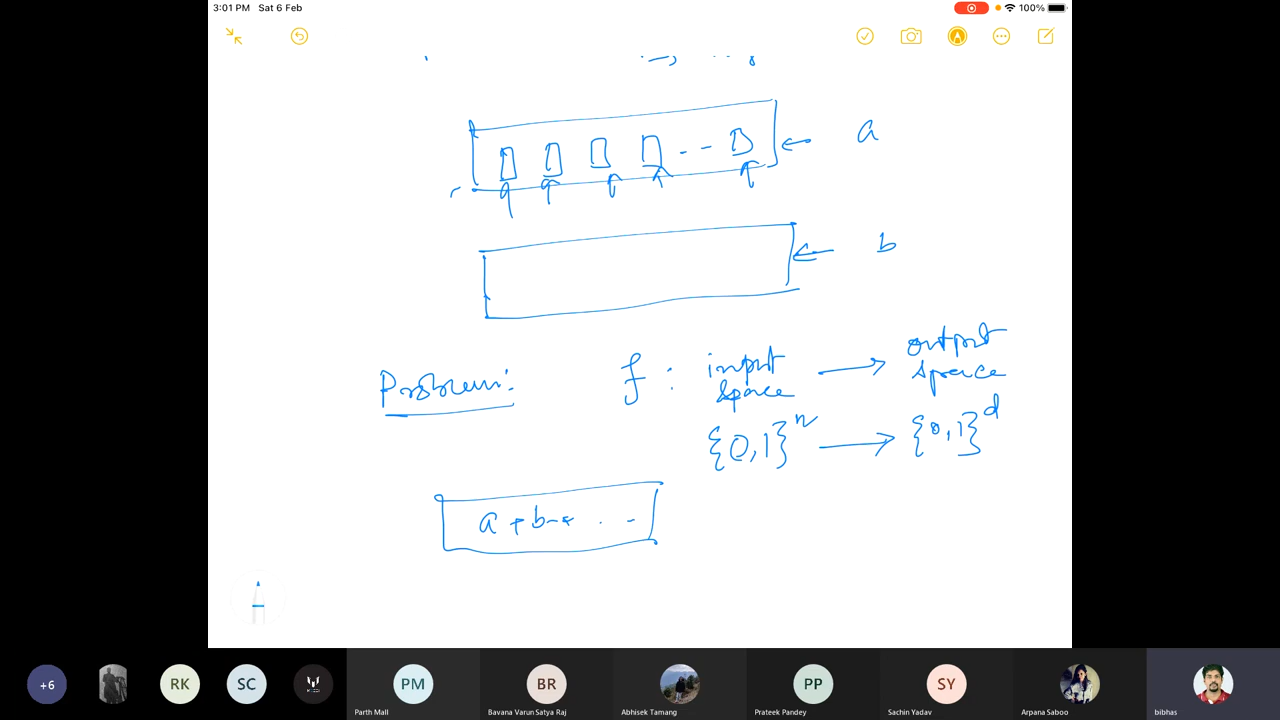 3:01 PM Sat 6 Feb
100%
a
b
Problem: f : input space → output space
{0,1}^n → {0,1}^d
a + b
+6
RK
SC
PM
BR
PP
SY
Parth Mall
Bavana Varun Satya Raj
Abhisek Tamang
Prateek Pandey
Sachin Yadav
Arpana Saboo
bibhas